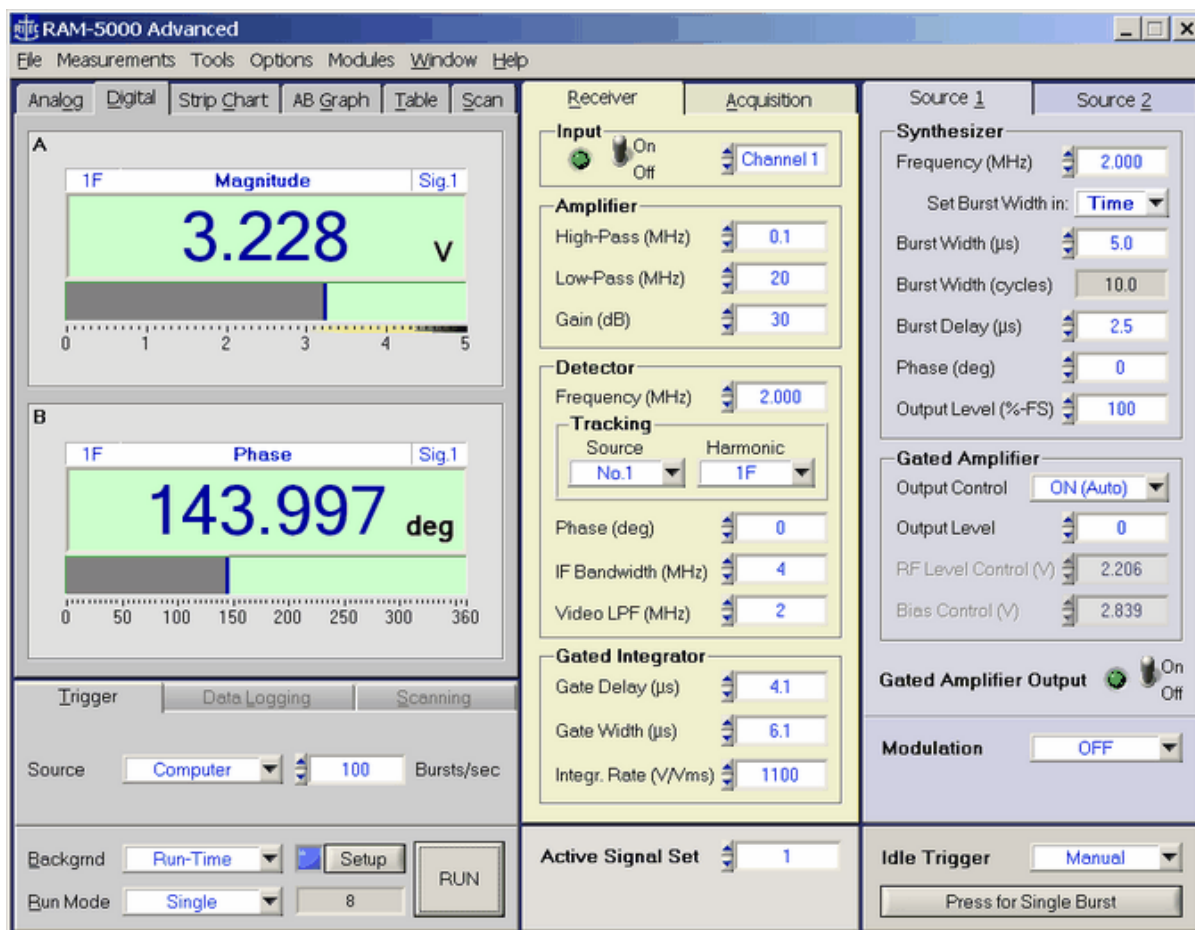 RITEC RAM-5000 Advanced
File Measurements Tools Options Modules Window Help
Analog Digital Strip Chart AB Graph Table Scan
A
1F Magnitude Sig.1
3.228 V
0 1 2 3 4 5
B
1F Phase Sig.1
143.997 deg
0 50 100 150 200 250 300 360
Trigger Data Logging Scanning
Source Computer 100 Bursts/sec
Backgrnd Run-Time Setup
RUN
Run Mode Single 8
Receiver Acquisition
Input
On
Off
Channel 1
Amplifier
High-Pass (MHz) 0.1
Low-Pass (MHz) 20
Gain (dB) 30
Detector
Frequency (MHz) 2.000
Tracking
Source Harmonic
No.1 1F
Phase (deg) 0
IF Bandwidth (MHz) 4
Video LPF (MHz) 2
Gated Integrator
Gate Delay (µs) 4.1
Gate Width (µs) 6.1
Integr. Rate (V/Vms) 1100
Active Signal Set 1
Source 1 Source 2
Synthesizer
Frequency (MHz) 2.000
Set Burst Width in: Time
Burst Width (µs) 5.0
Burst Width (cycles) 10.0
Burst Delay (µs) 2.5
Phase (deg) 0
Output Level (%-FS) 100
Gated Amplifier
Output Control ON (Auto)
Output Level 0
RF Level Control (V) 2.206
Bias Control (V) 2.839
Gated Amplifier Output
On
Off
Modulation OFF
Idle Trigger Manual
Press for Single Burst